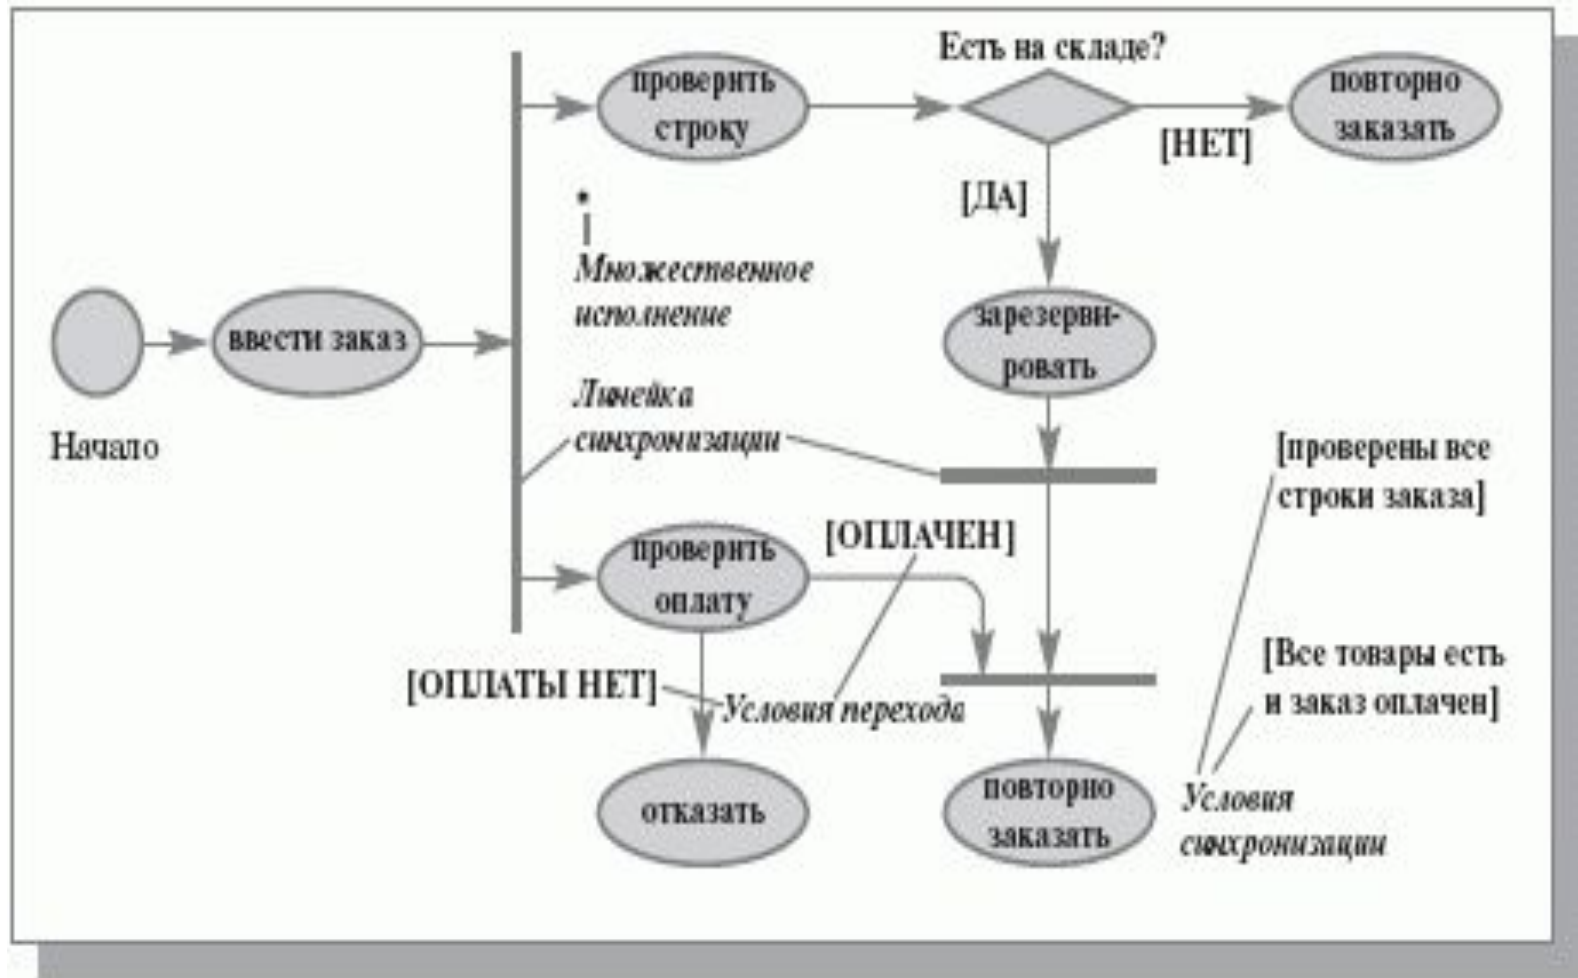 Есть на складе?
проверить
строку
повторно
заказать
[НЕТ]
[ДА]
*
Множественное
исполнение
ввести заказ
Начало
зарезерви-
ровать
Линейка
синхронизации
[проверены все
строки заказа]
[ОПЛАЧЕН]
проверить
оплату
[ОПЛАТЫ НЕТ]
Условия перехода
[Все товары есть
и заказ оплачен]
отказать
повторно
заказать
Условия
синхронизации